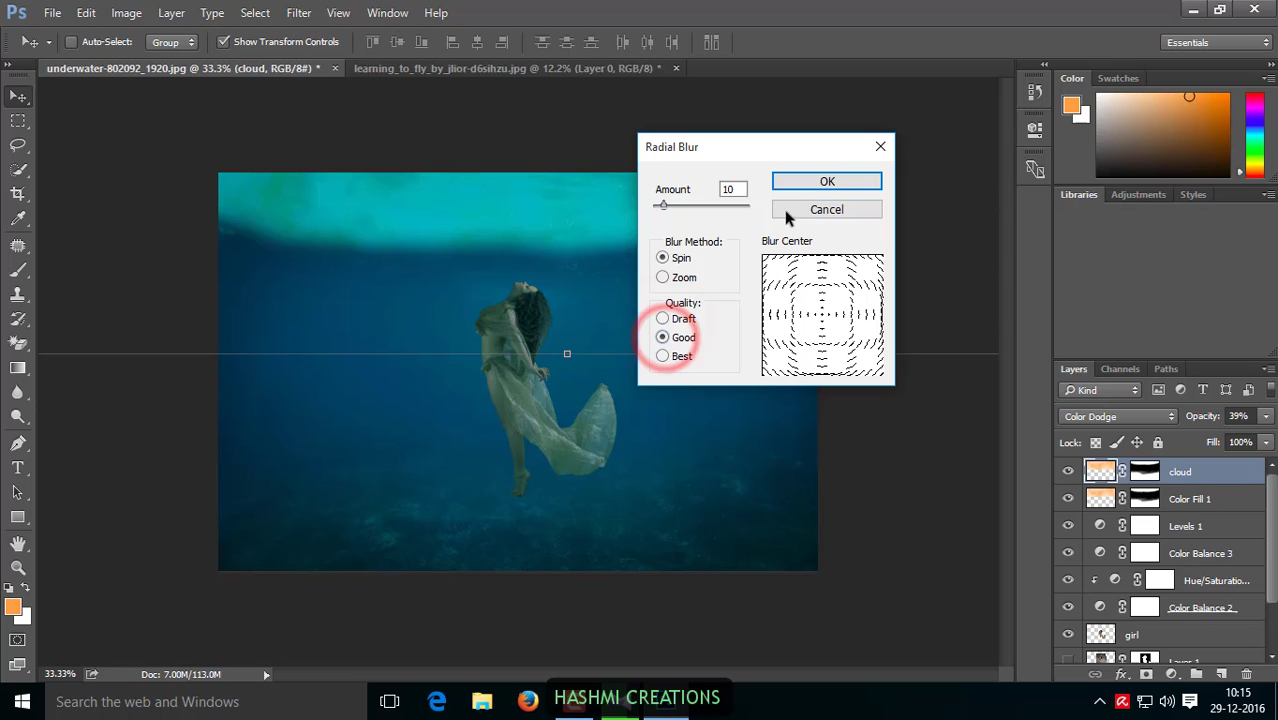 Ps File Edit Image Layer Type Select Filter 3D View Window Help
Auto-Select: Group Show Transform Controls Essentials
underwater-802092_1920.jpg @ 33.3% (cloud, RGB/8#) * × learning_to_fly_by_jlior-d6sihzu.jpg @ 12.2% (Layer 0, RGB/8) * ×
Color Swatches
Radial Blur
Amount 10 OK
Cancel
Blur Method: Blur Center
Spin
Zoom
Quality:
Draft
Good
Best
Libraries Adjustments Styles
Layers Channels Paths
Kind
Color Dodge Opacity: 39%
Lock: Fill: 100%
cloud
Color Fill 1
Levels 1
Color Balance 3
Hue/Saturatio...
Color Balance 2
girl
Layer 1
33.33% Doc: 7.00M/113.0M
Search the web and Windows
HASHMI CREATIONS
10:15
29-12-2016